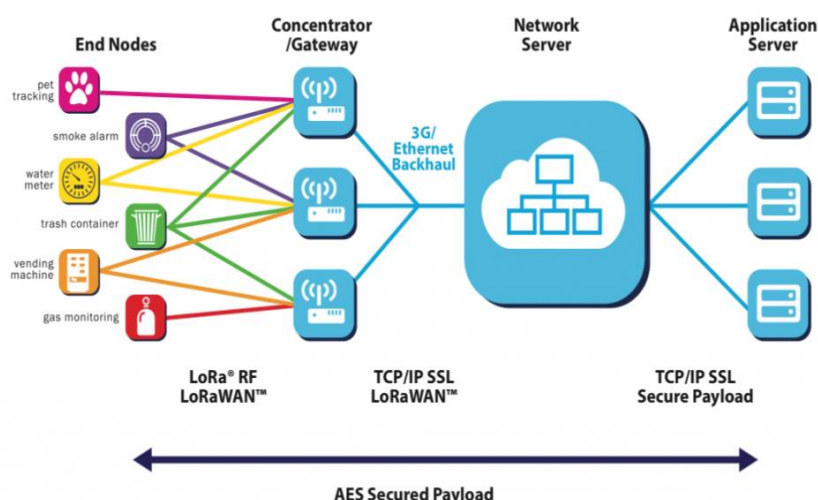 End Nodes
Concentrator
/Gateway
Network
Server
Application
Server
pet
tracking
smoke alarm
water
meter
trash container
vending
machine
gas monitoring
3G/
Ethernet
Backhaul
LoRa® RF
LoRaWAN™
TCP/IP SSL
LoRaWAN™
TCP/IP SSL
Secure Payload
AES Secured Payload